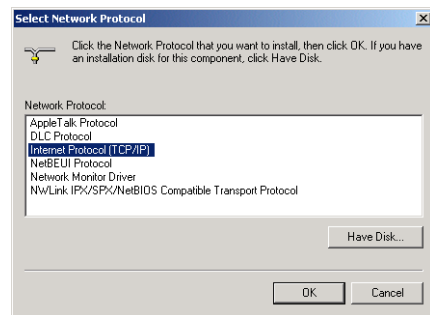 Select Network Protocol
Click the Network Protocol that you want to install, then click OK. If you have
an installation disk for this component, click Have Disk.
Network Protocol:
AppleTalk Protocol
DLC Protocol
Internet Protocol (TCP/IP)
NetBEUI Protocol
Network Monitor Driver
NWLink IPX/SPX/NetBIOS Compatible Transport Protocol
Have Disk...
OK
Cancel